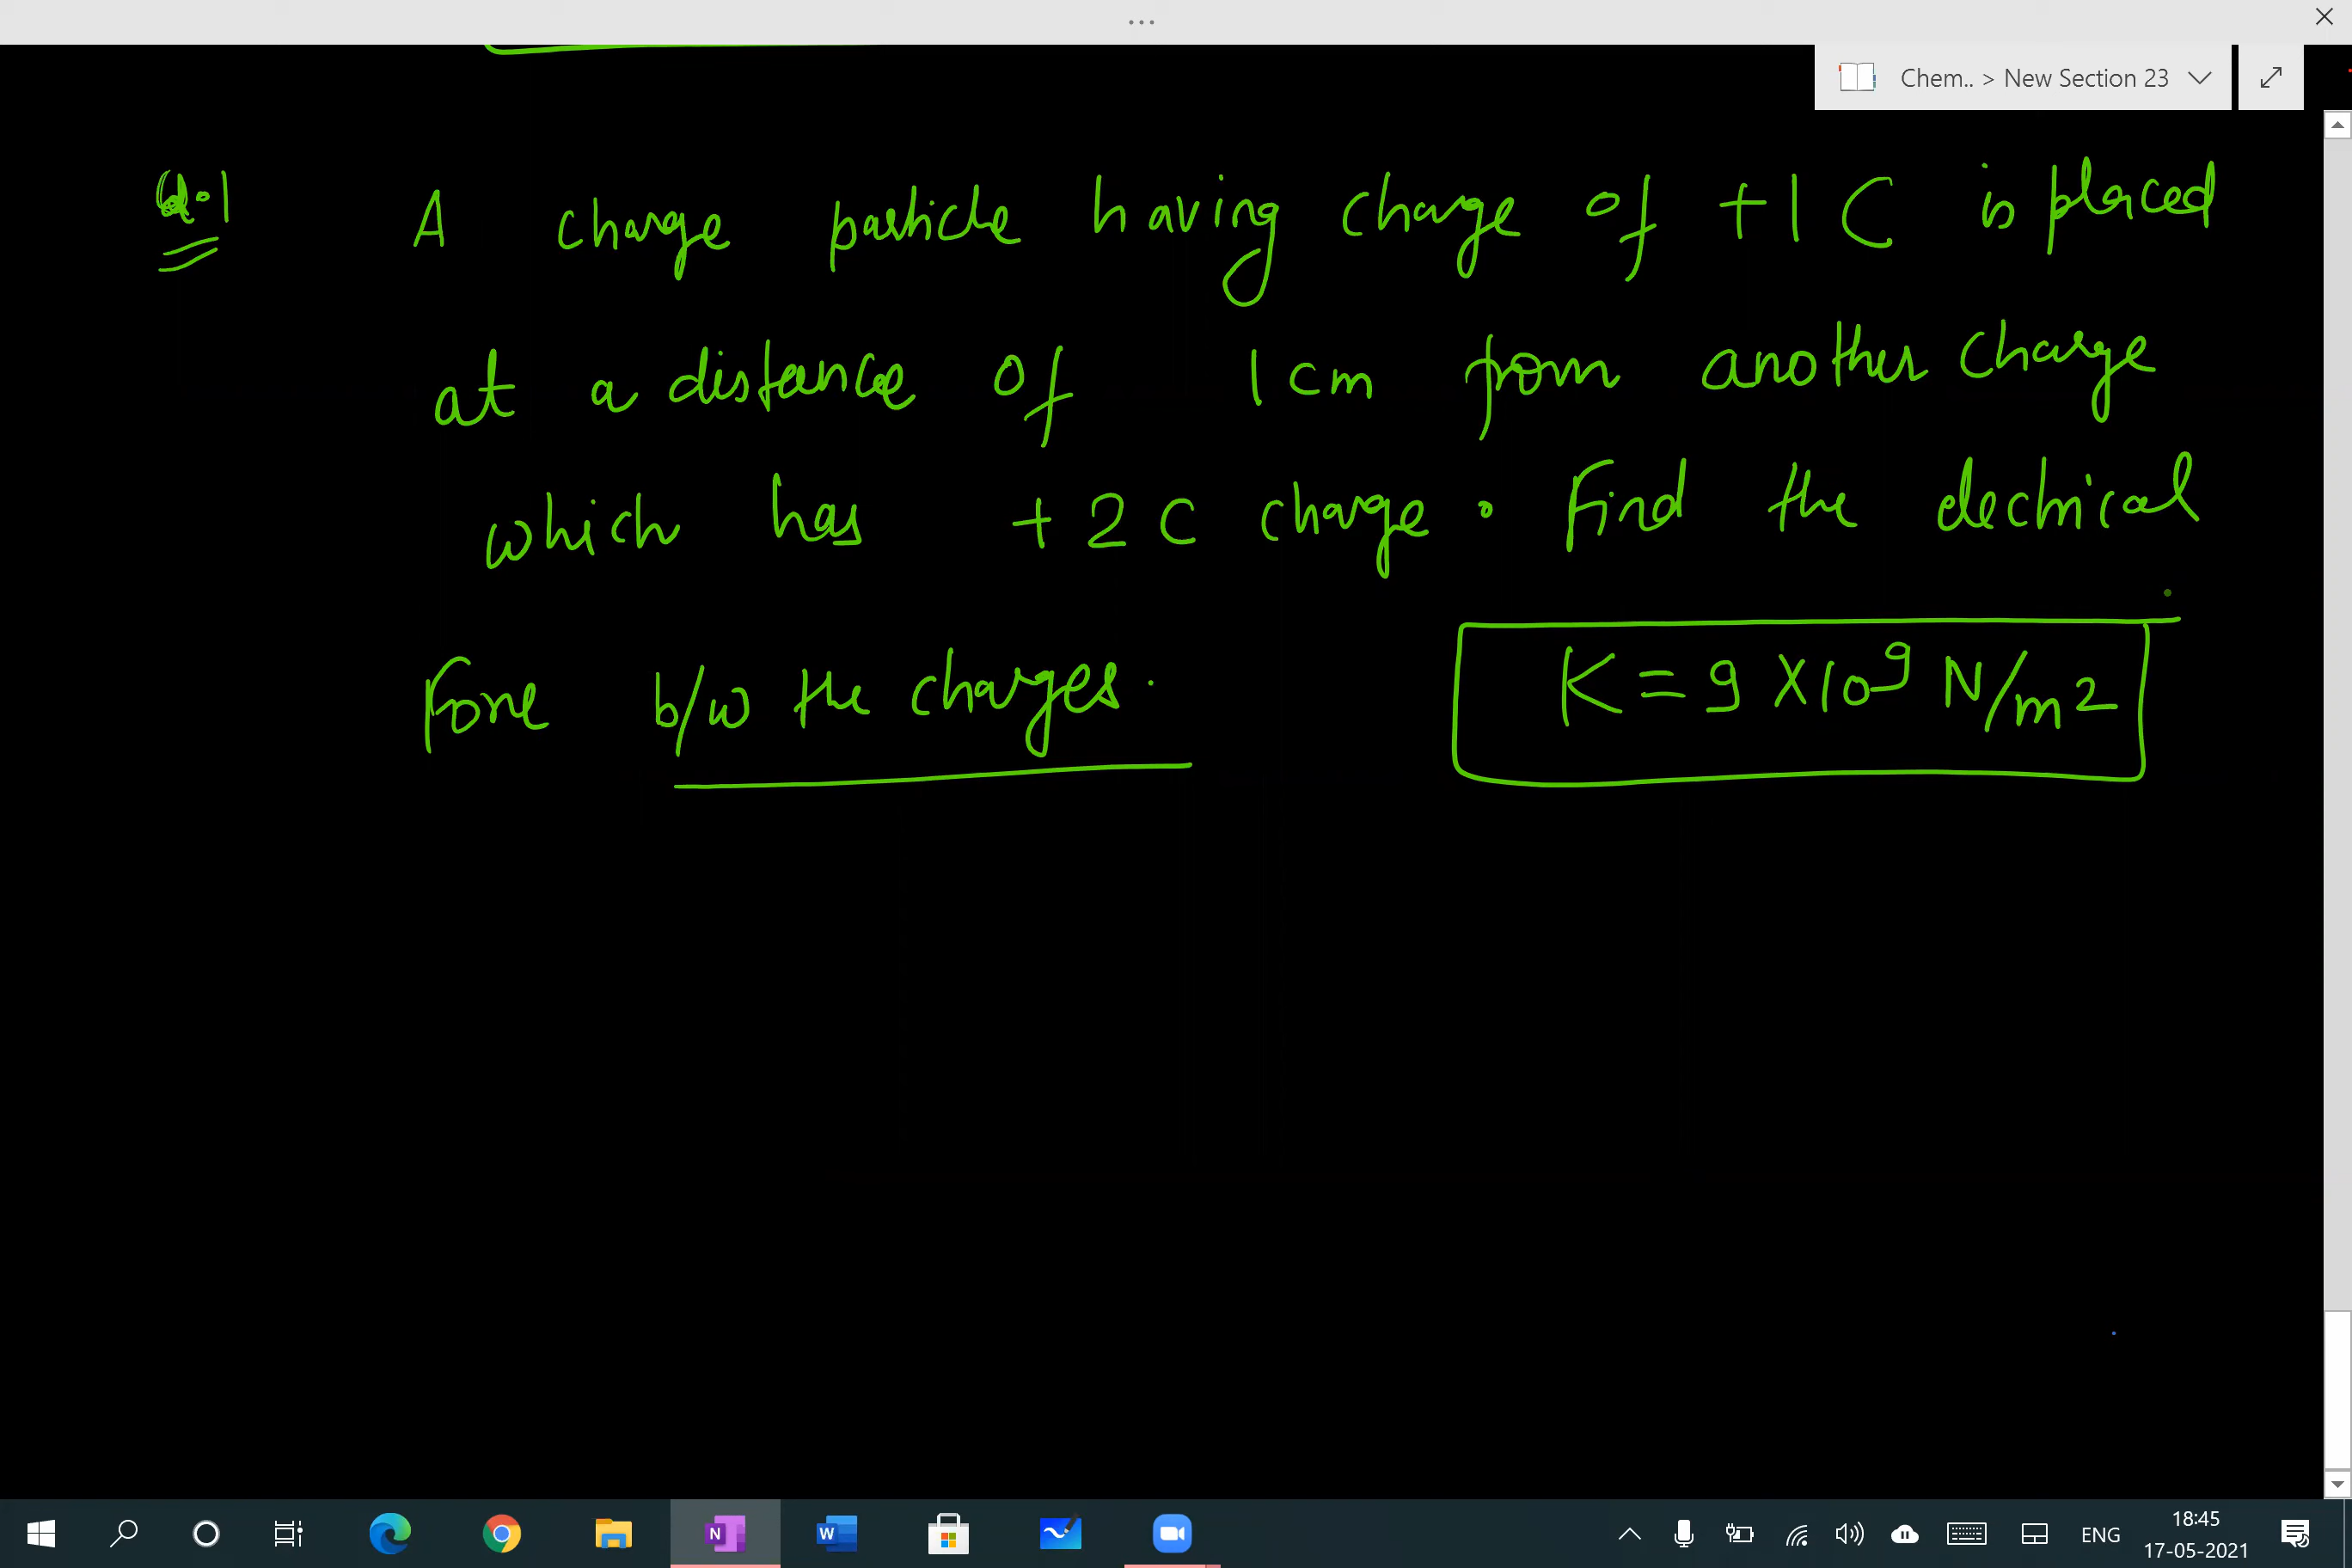 Chem.. > New Section 23
Q.1 A charge particle having charge of +1 C is placed
at a distance of 1 cm from another charge
which has + 2 C charge. Find the electrical
Force b/w the charges.
K = 9 X 10⁹ N/m2
ENG
18:45
17-05-2021